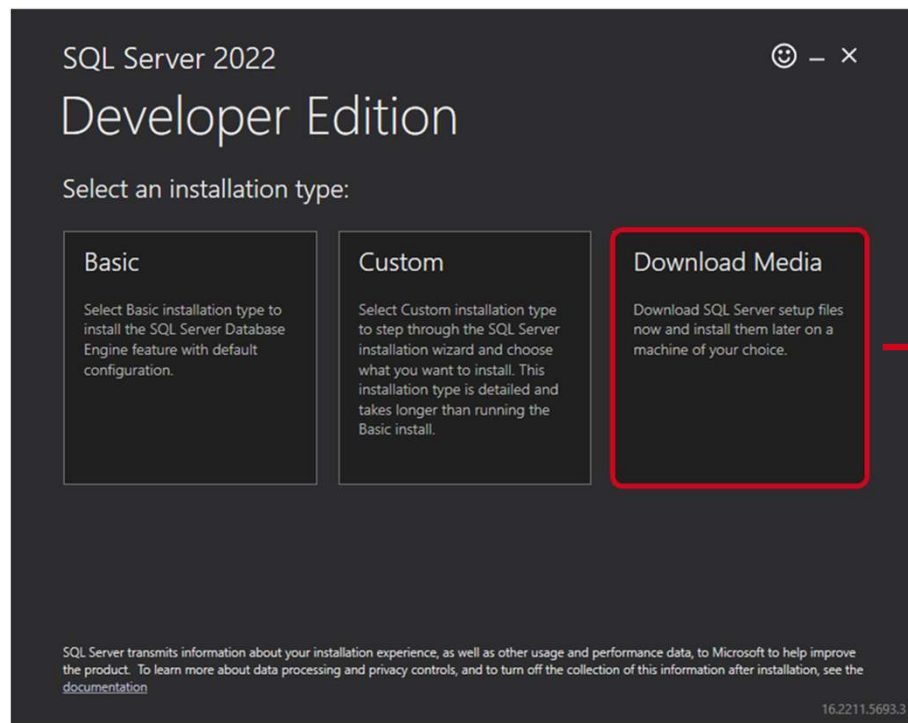 SQL Server 2022
Developer Edition
Select an installation type:
Basic
Select Basic installation type to
install the SQL Server Database
Engine feature with default
configuration.
Custom
Select Custom installation type
to step through the SQL Server
installation wizard and choose
what you want to install. This
installation type is detailed and
takes longer than running the
Basic install.
Download Media
Download SQL Server setup files
now and install them later on a
machine of your choice.
SQL Server transmits information about your installation experience, as well as other usage and performance data, to Microsoft to help improve
the product. To learn more about data processing and privacy controls, and to turn off the collection of this information after installation, see the
documentation
16.2211.5693.3